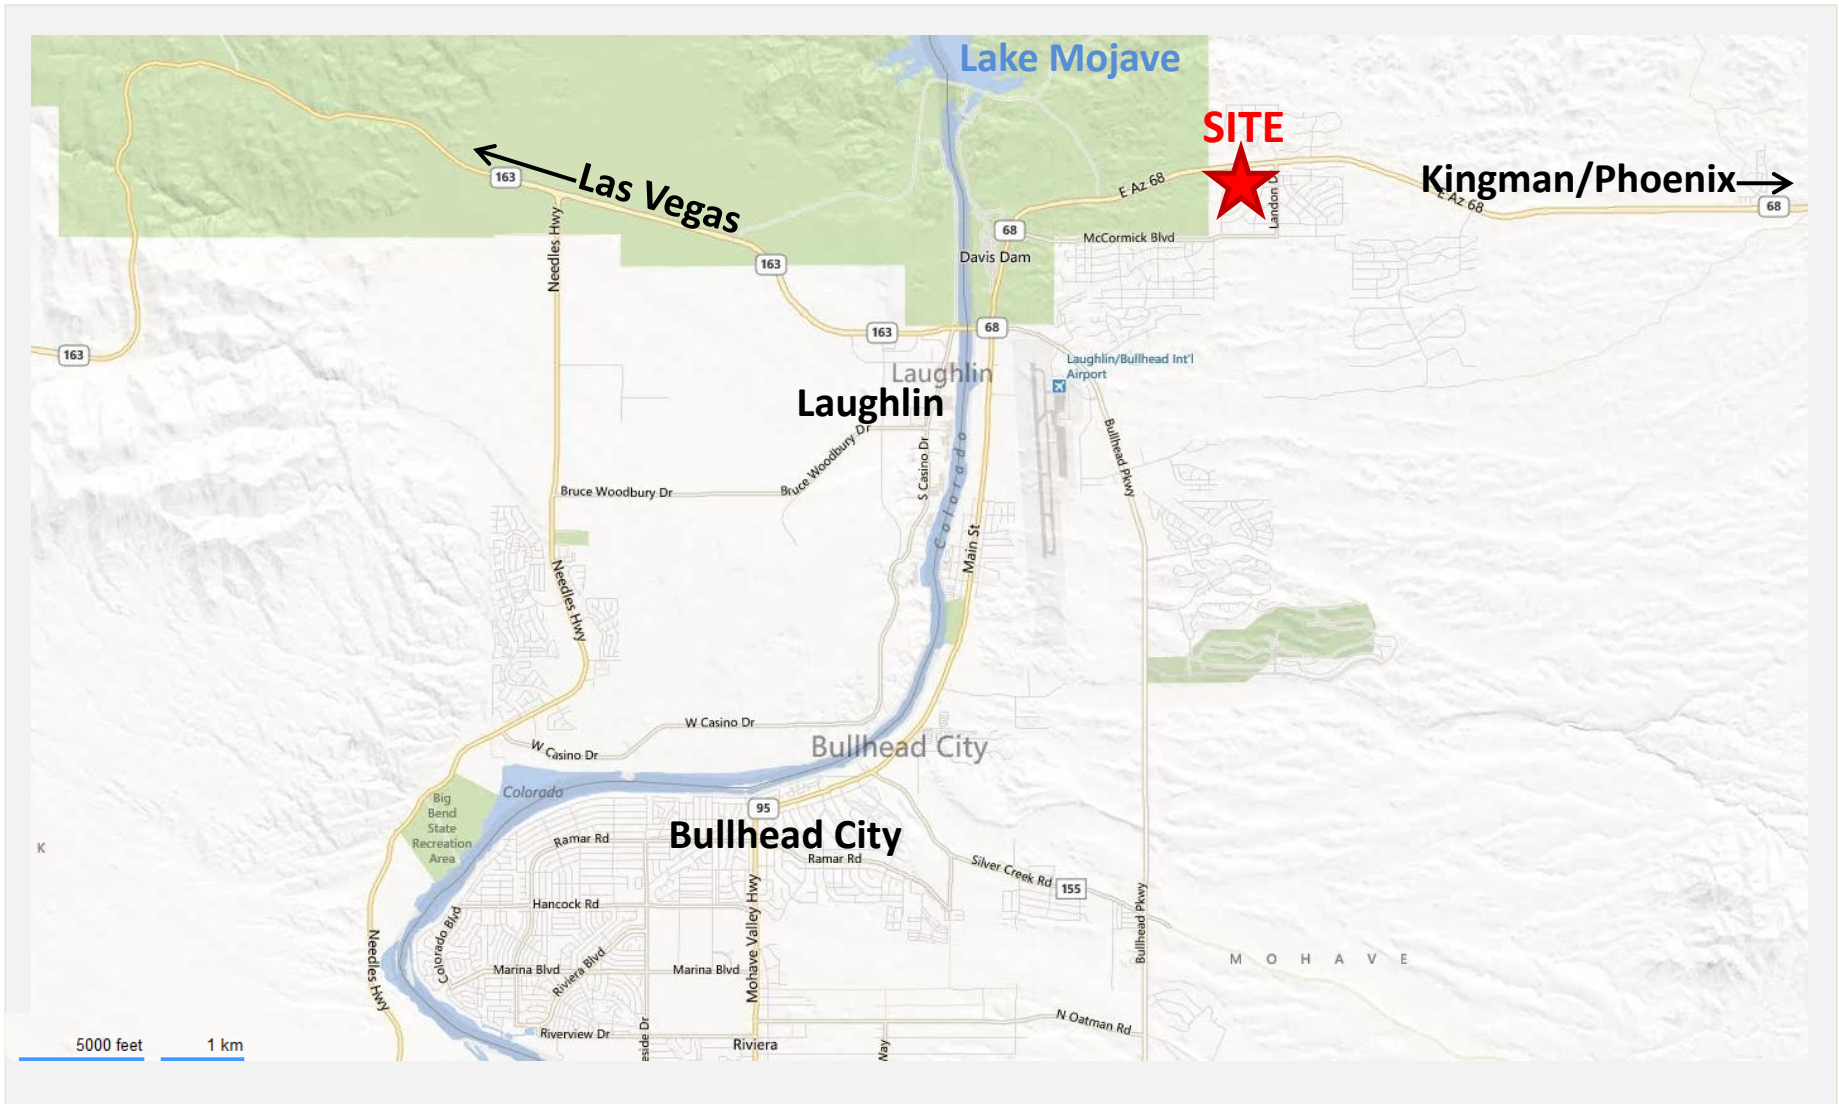 Lake Mojave
SITE
Las Vegas
163
Kingman/Phoenix
E Az 68
E Az 68
68
Landon D
Needles Hwy
68
McCormick Blvd
Davis Dam
163
163
68
163
Laughlin/Bullhead Int'l
Airport
Laughlin
Laughlin
Bruce Woodbury Dr
Bruce Woodbury Dr
S Casino Dr
Colorado
Bullhead Pkwy
Main St
Needles Hwy
W Casino Dr
W Casino Dr
Bullhead City
Colorado
Big
Bend
State
Recreation
Area
95
Bullhead City
Ramar Rd
Ramar Rd
K
Silver Creek Rd
155
Hancock Rd
Colorado Blvd
Mohave Valley Hwy
Bullhead Pkwy
Needles Hwy
Marina Blvd
Riviera Blvd
Marina Blvd
MOHAVE
Riverview Dr
eside Dr
Riviera
Way
N Oatman Rd
5000 feet
1 km